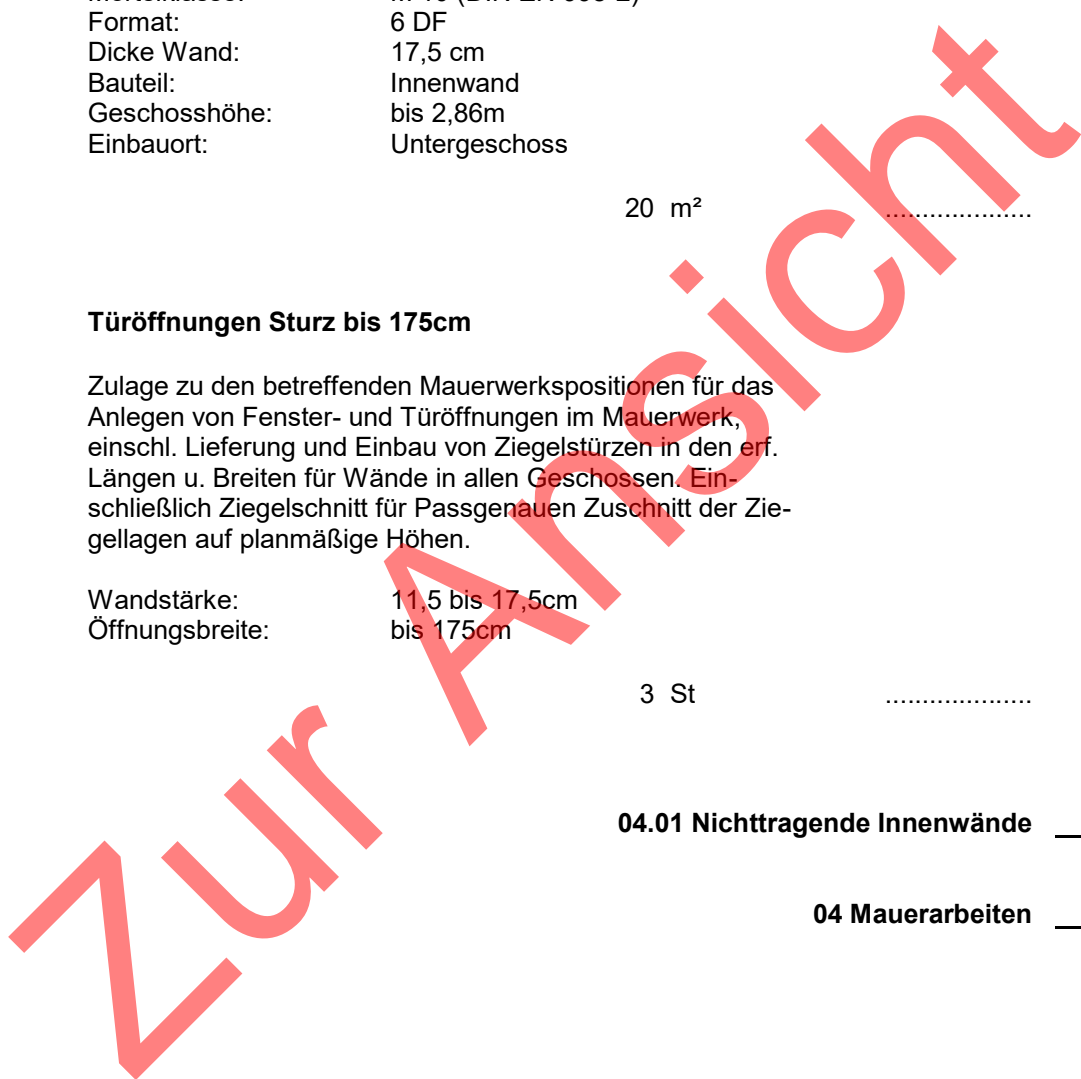 Format: 6 DF
Dicke Wand: 17,5 cm
Bauteil: Innenwand
Geschosshöhe: bis 2,86m
Einbauort: Untergeschoss
20 m² ....................
Türöffnungen Sturz bis 175cm
Zulage zu den betreffenden Mauerwerkspositionen für das
Anlegen von Fenster- und Türöffnungen im Mauerwerk,
einschl. Lieferung und Einbau von Ziegelstürzen in den erf.
Längen u. Breiten für Wände in allen Geschossen. Ein-
schließlich Ziegelschnitt für Passgenauen Zuschnitt der Zie-
gellagen auf planmäßige Höhen.
Wandstärke: 11,5 bis 17,5cm
Öffnungsbreite: bis 175cm
3 St ....................
04.01 Nichttragende Innenwände
04 Mauerarbeiten
Zur Ansicht